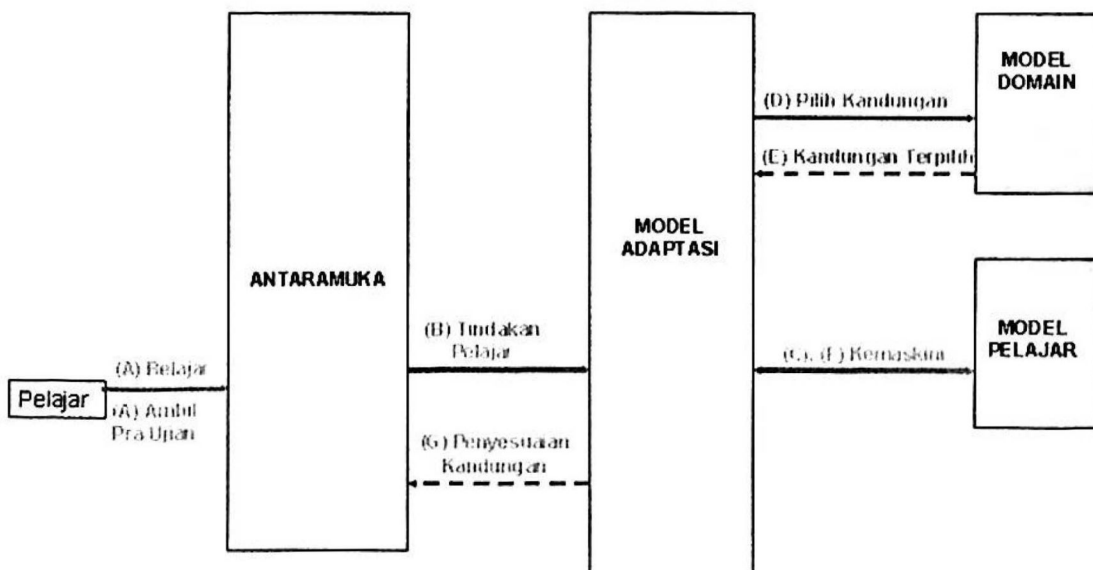 MODEL
DOMAIN
(D) Pilih Kandungan
(E) Kandungan Terpilih
MODEL
ADAPTASI
ANTARAMUKA
(B) Tindakan
Pelajar
MODEL
PELAJAR
(C), (F) Kemaskini
(A) Belajar
Pelajar
(A) Ambil
Pra Ujian
(G) Penyesuaian
Kandungan